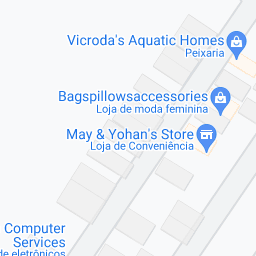 Vicroda's Aquatic Homes
Peixaria
Bagspillowsaccessories
Loja de moda feminina
May & Yohan's Store
Loja de Conveniência
Computer
Services
de eletrônicos